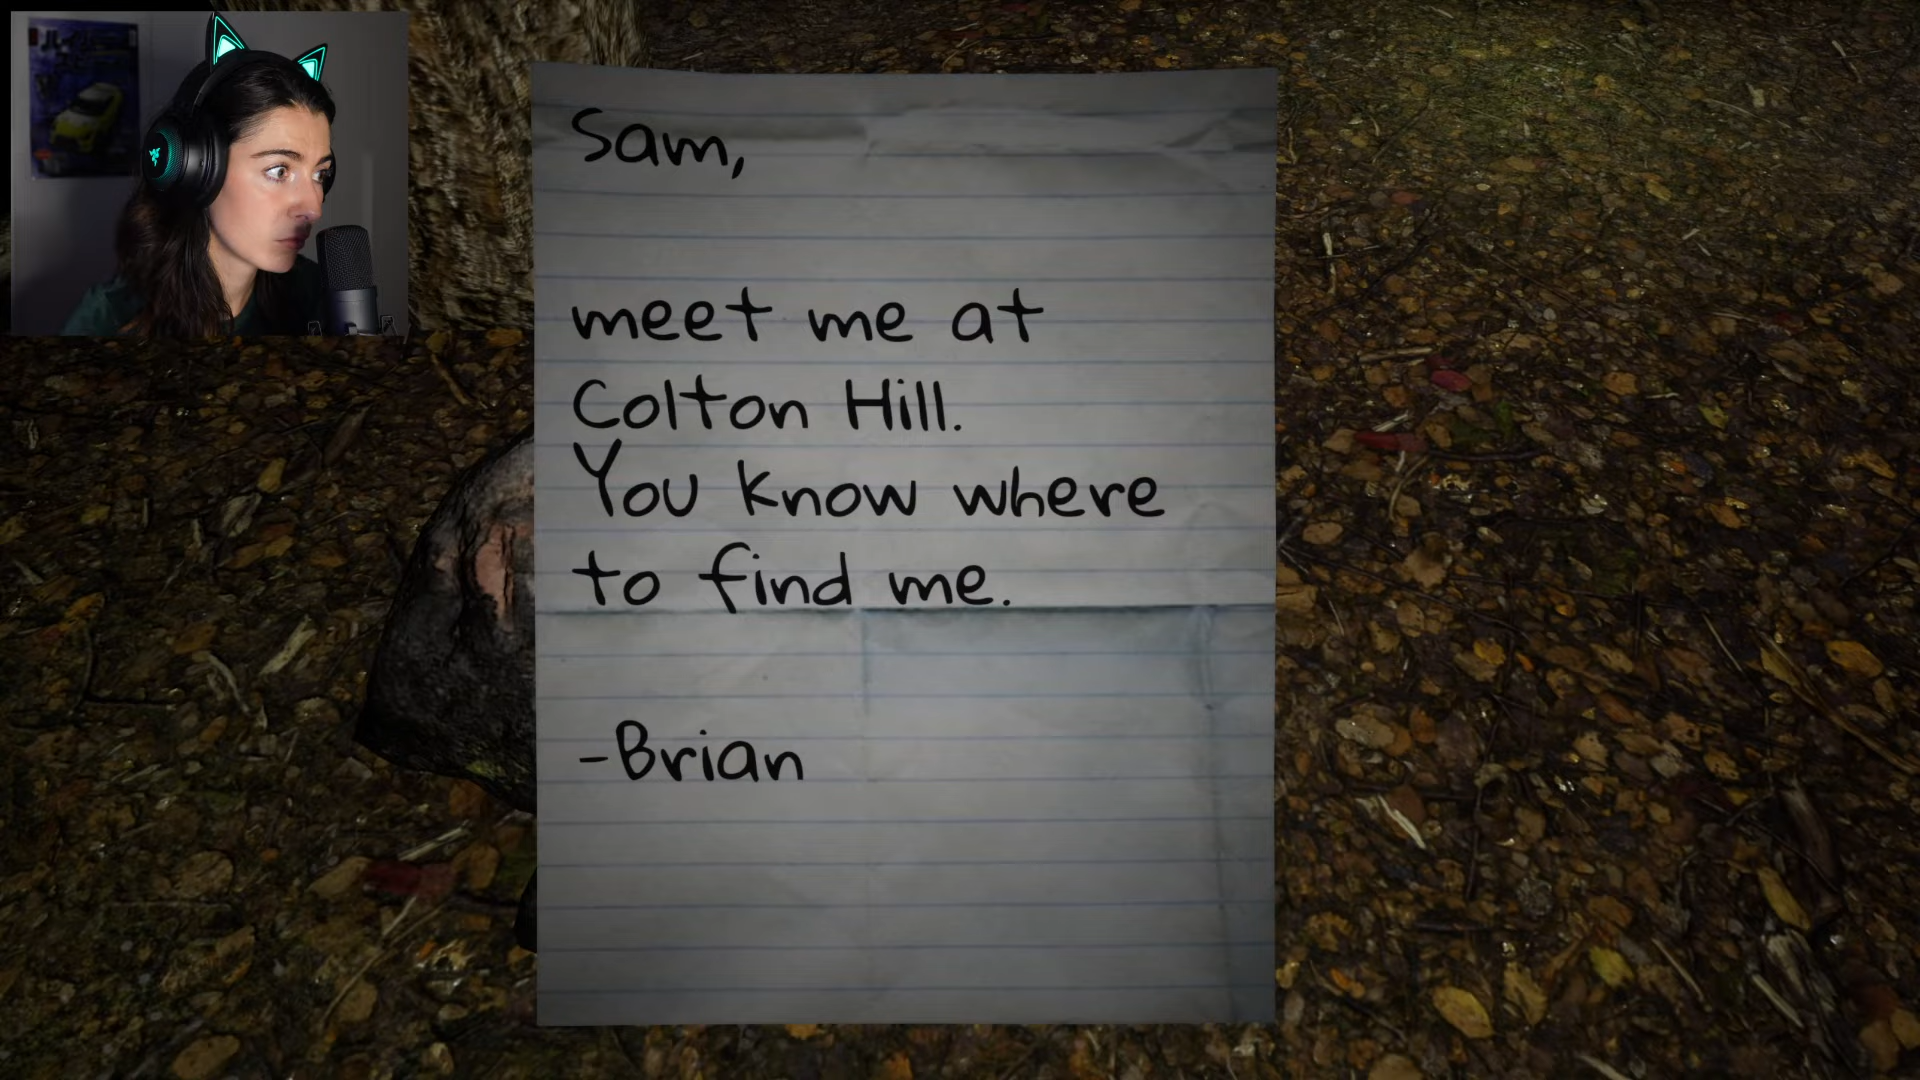 Sam,
meet me at
Colton Hill.
You know where
to find me.
-Brian